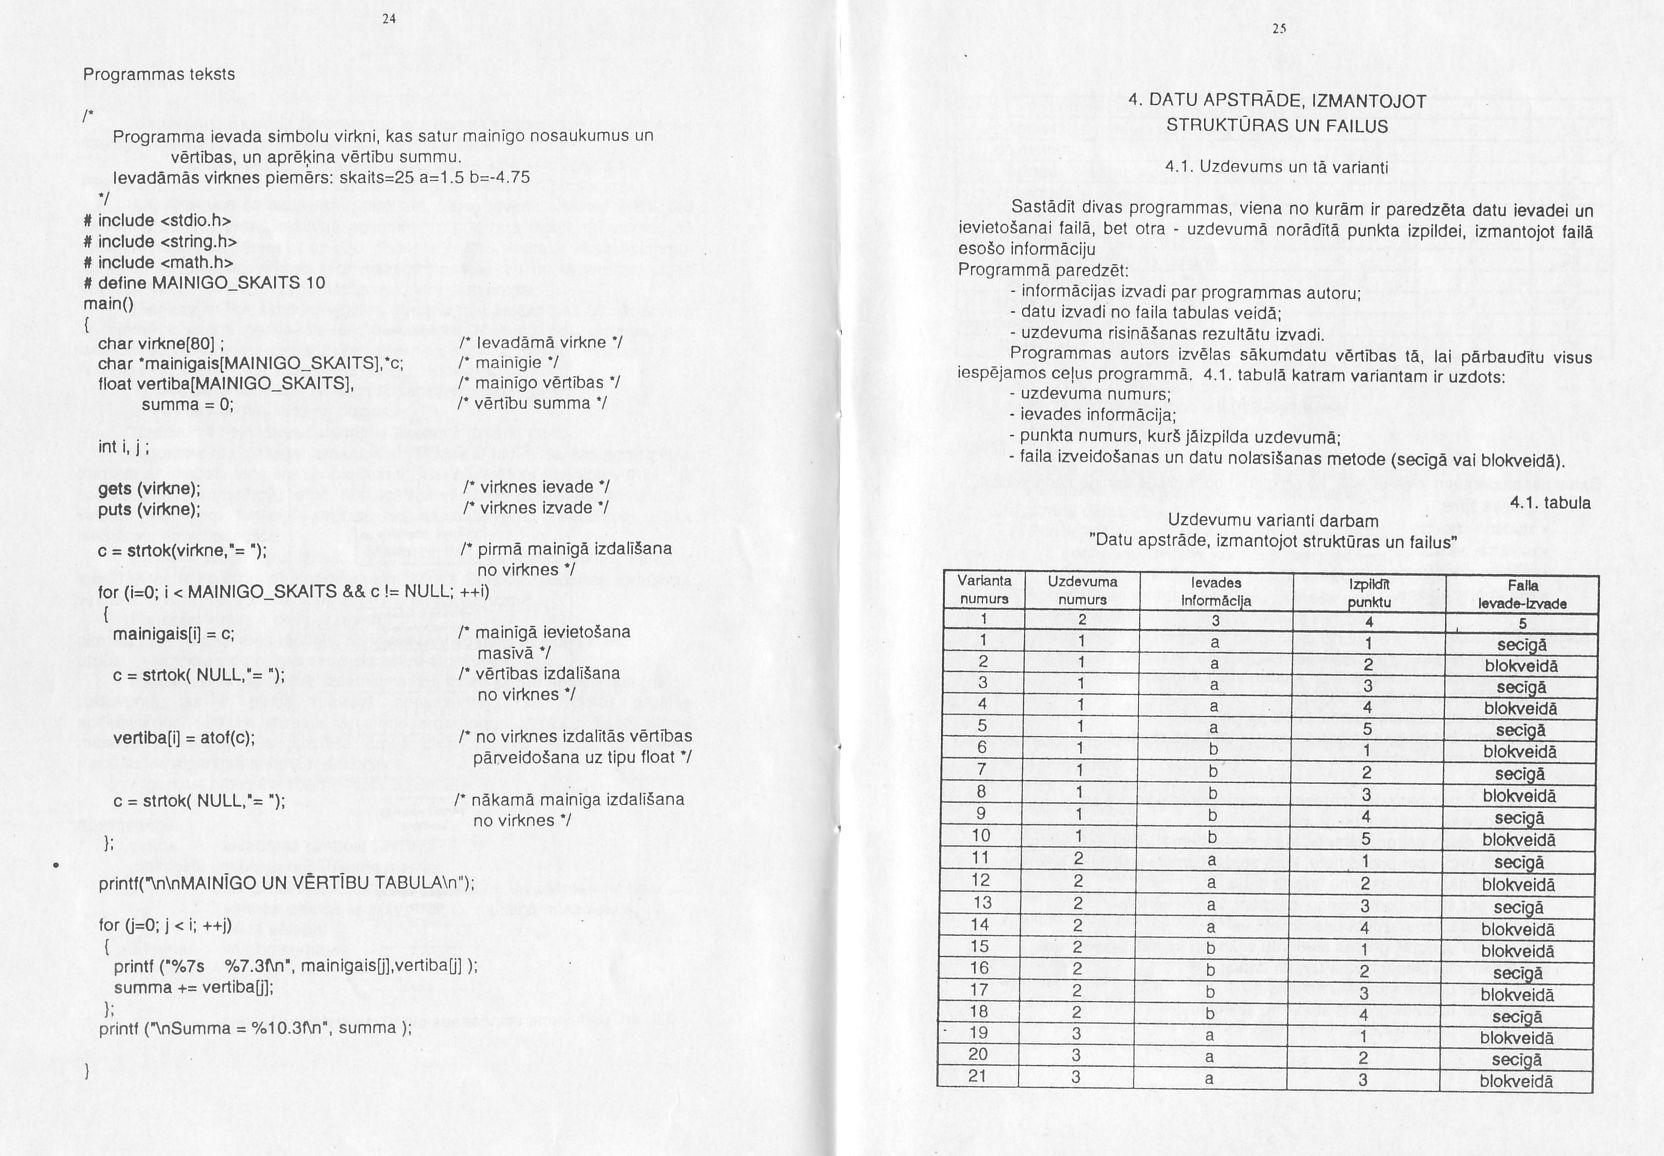 24
Programmas teksts
/*
Programma ievada simbolu virkni, kas satur mainīgo nosaukumus un
vērtības, un aprēķina vērtību summu.
Ievadāmās virknes piemērs: skaits=25 a=1.5 b=-4.75
*/
# include <stdio.h>
# include <string.h>
# include <math.h>
# define MAINIGO_SKAITS 10
main()
{
char virkne[80] ; /* Ievadāmā virkne */
char *mainigais[MAINIGO_SKAITS],*c; /* mainīgie */
float vertiba[MAINIGO_SKAITS], /* mainīgo vērtības */
summa = 0; /* vērtību summa */
int i, j ;
gets (virkne); /* virknes ievade */
puts (virkne); /* virknes izvade */
c = strtok(virkne,"= "); /* pirmā mainīgā izdalīšana
no virknes */
for (i=0; i < MAINIGO_SKAITS && c != NULL; ++i)
{
mainigais[i] = c; /* mainīgā ievietošana
masīvā */
c = strtok( NULL,"= "); /* vērtības izdalīšana
no virknes */
vertiba[i] = atof(c); /* no virknes izdalītās vērtības
pārveidošana uz tipu float */
c = strtok( NULL,"= "); /* nākamā mainīga izdalīšana
no virknes */
};
printf("\n\nMAINĪGO UN VĒRTĪBU TABULA\n");
for (j=0; j < i; ++j)
{
printf ("%7s %7.3f\n", mainigais[j],vertiba[j] );
summa += vertiba[j];
};
printf ("\nSumma = %10.3f\n", summa );
}
25
4. DATU APSTRĀDE, IZMANTOJOT
STRUKTŪRAS UN FAILUS
4.1. Uzdevums un tā varianti
Sastādīt divas programmas, viena no kurām ir paredzēta datu ievadei un
ievietošanai failā, bet otra - uzdevumā norādītā punkta izpildei, izmantojot failā
esošo informāciju
Programmā paredzēt:
- informācijas izvadi par programmas autoru;
- datu izvadi no faila tabulas veidā;
- uzdevuma risināšanas rezultātu izvadi.
Programmas autors izvēlas sākumdatu vērtības tā, lai pārbaudītu visus
iespējamos ceļus programmā. 4.1. tabulā katram variantam ir uzdots:
- uzdevuma numurs;
- ievades informācija;
- punkta numurs, kurš jāizpilda uzdevumā;
- faila izveidošanas un datu nolasīšanas metode (secīgā vai blokveidā).
4.1. tabula
Uzdevumu varianti darbam
"Datu apstrāde, izmantojot struktūras un failus"
Varianta Uzdevuma Ievades Izpildīt Faila
numurs numurs informācija punktu ievade-izvade
1 2 3 4 5
1 1 a 1 secīgā
2 1 a 2 blokveidā
3 1 a 3 secīgā
4 1 a 4 blokveidā
5 1 a 5 secīgā
6 1 b 1 blokveidā
7 1 b 2 secīgā
8 1 b 3 blokveidā
9 1 b 4 secīgā
10 1 b 5 blokveidā
11 2 a 1 secīgā
12 2 a 2 blokveidā
13 2 a 3 secīgā
14 2 a 4 blokveidā
15 2 b 1 blokveidā
16 2 b 2 secīgā
17 2 b 3 blokveidā
18 2 b 4 secīgā
19 3 a 1 blokveidā
20 3 a 2 secīgā
21 3 a 3 blokveidā